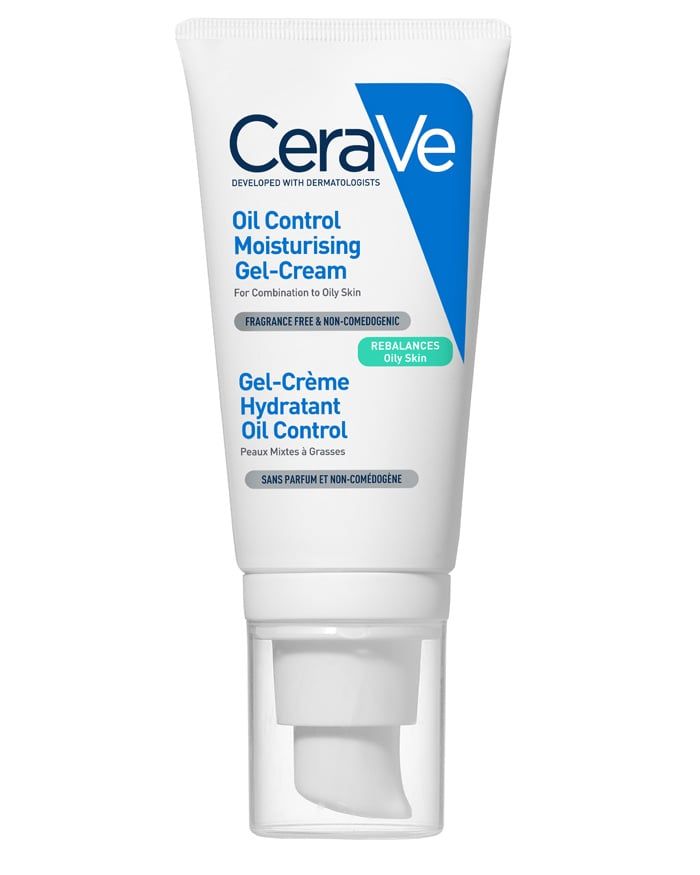 CeraVe
DEVELOPED WITH DERMATOLOGISTS
Oil Control
Moisturising
Gel-Cream
For Combination to Oily Skin
FRAGRANCE FREE & NON-COMEDOGENIC
REBALANCES
Oily Skin
Gel-Crème
Hydratant
Oil Control
Peaux Mixtes à Grasses
SANS PARFUM ET NON-COMÉDOGÈNE